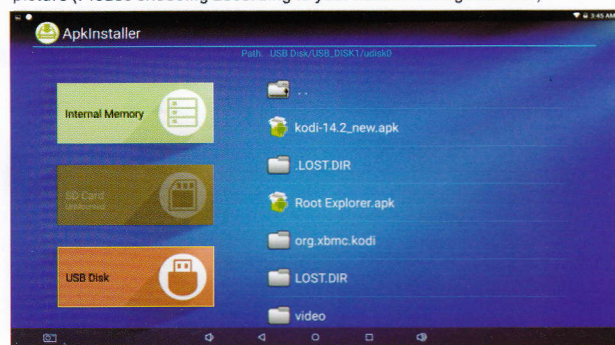 3:45 AM
ApkInstaller
Path: USB Disk/USB_DISK1/udisk0
Internal Memory
SD Card
Unmounted
USB Disk
. .
kodi-14.2_new.apk
.LOST.DIR
Root Explorer.apk
org.xbmc.kodi
LOST.DIR
video